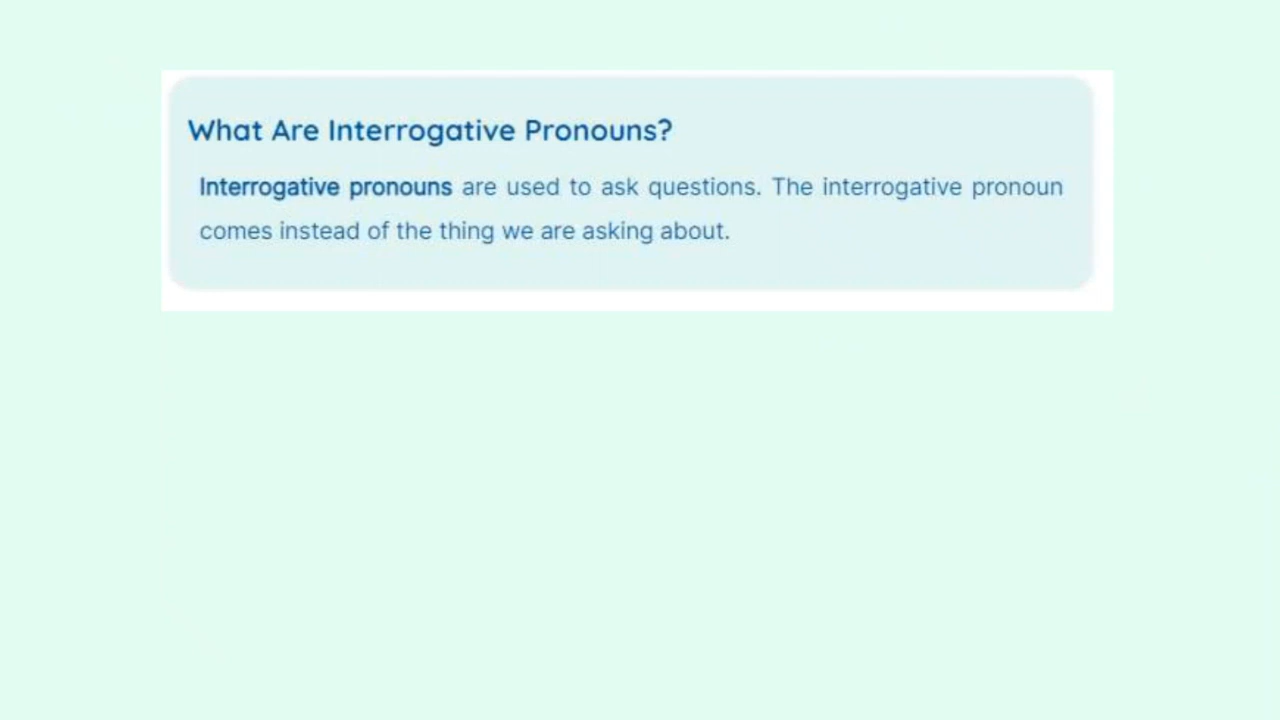 What Are Interrogative Pronouns?
Interrogative pronouns are used to ask questions. The interrogative pronoun
comes instead of the thing we are asking about.